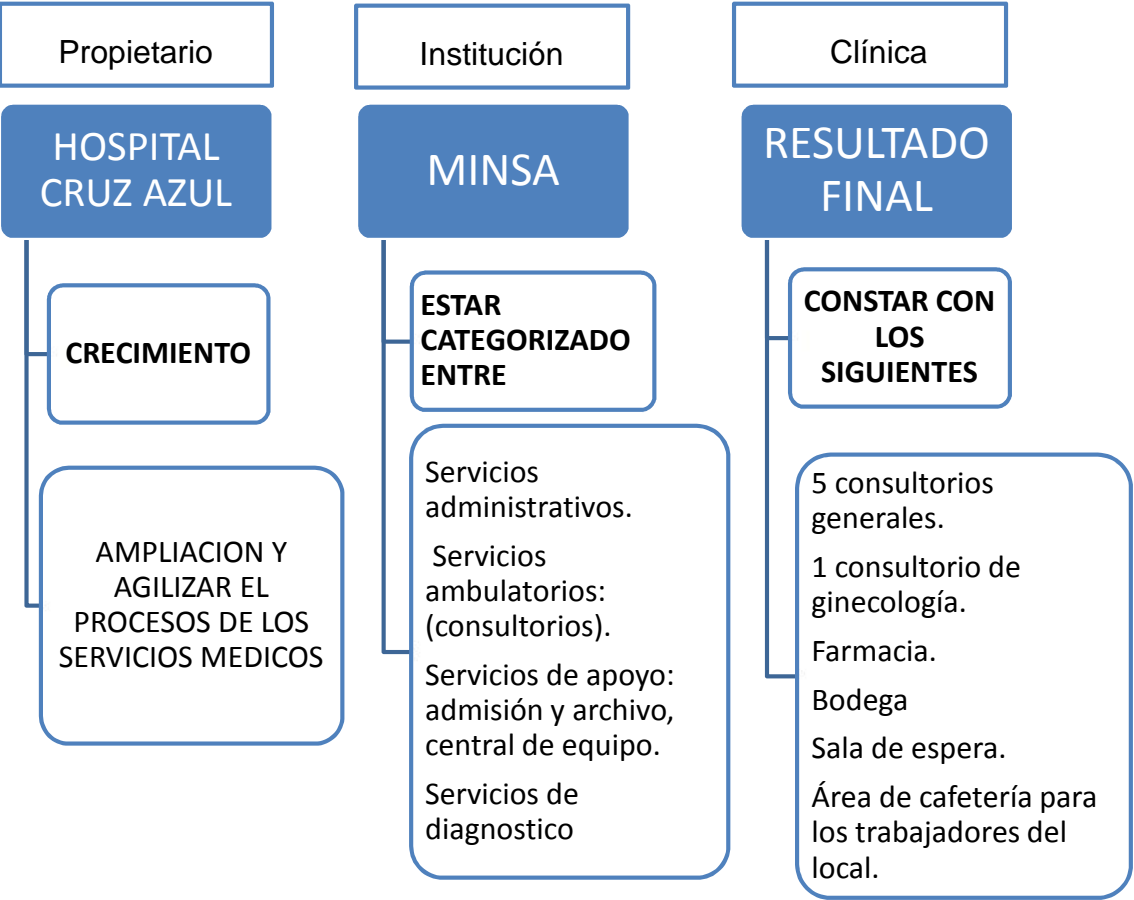 Propietario
HOSPITAL
CRUZ AZUL
CRECIMIENTO
AMPLIACION Y
AGILIZAR EL
PROCESOS DE LOS
SERVICIOS MEDICOS
Institución
MINSA
ESTAR
CATEGORIZADO
ENTRE
Servicios
administrativos.
Servicios
ambulatorios:
(consultorios).
Servicios de apoyo:
admisión y archivo,
central de equipo.
Servicios de
diagnostico
Clínica
RESULTADO
FINAL
CONSTAR CON
LOS
SIGUIENTES
5 consultorios
generales.
1 consultorio de
ginecología.
Farmacia.
Bodega
Sala de espera.
Área de cafetería para
los trabajadores del
local.